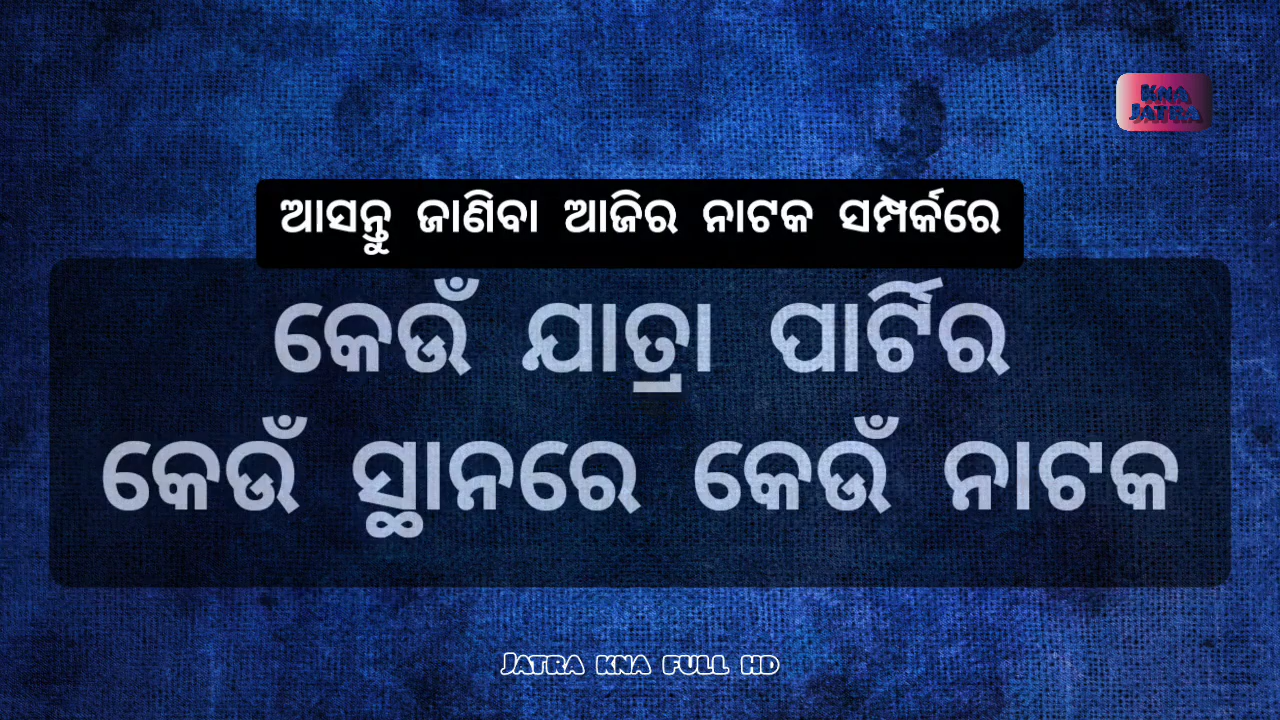 KNA
JATRA
ଆସନ୍ତୁ ଜାଣିବା ଆଜିର ନାଟକ ସମ୍ପର୍କରେ
କେଉଁ ଯାତ୍ରା ପାର୍ଟିର
କେଉଁ ସ୍ଥାନରେ କେଉଁ ନାଟକ
JATRA KNA FULL HD